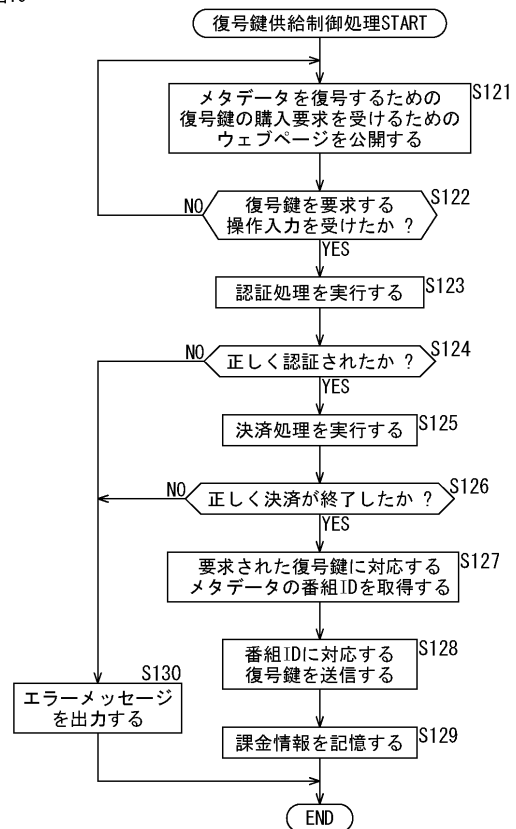 復号鍵供給制御処理START
S121
メタデータを復号するための
復号鍵の購入要求を受けるための
ウェブページを公開する
S122
NO
復号鍵を要求する
操作入力を受けたか ?
YES
認証処理を実行する
S123
NO
正しく認証されたか ?
S124
YES
決済処理を実行する
S125
NO
正しく決済が終了したか ?
S126
YES
要求された復号鍵に対応する
メタデータの番組IDを取得する
S127
番組IDに対応する
復号鍵を送信する
S128
S130
エラーメッセージ
を出力する
課金情報を記憶する
S129
END